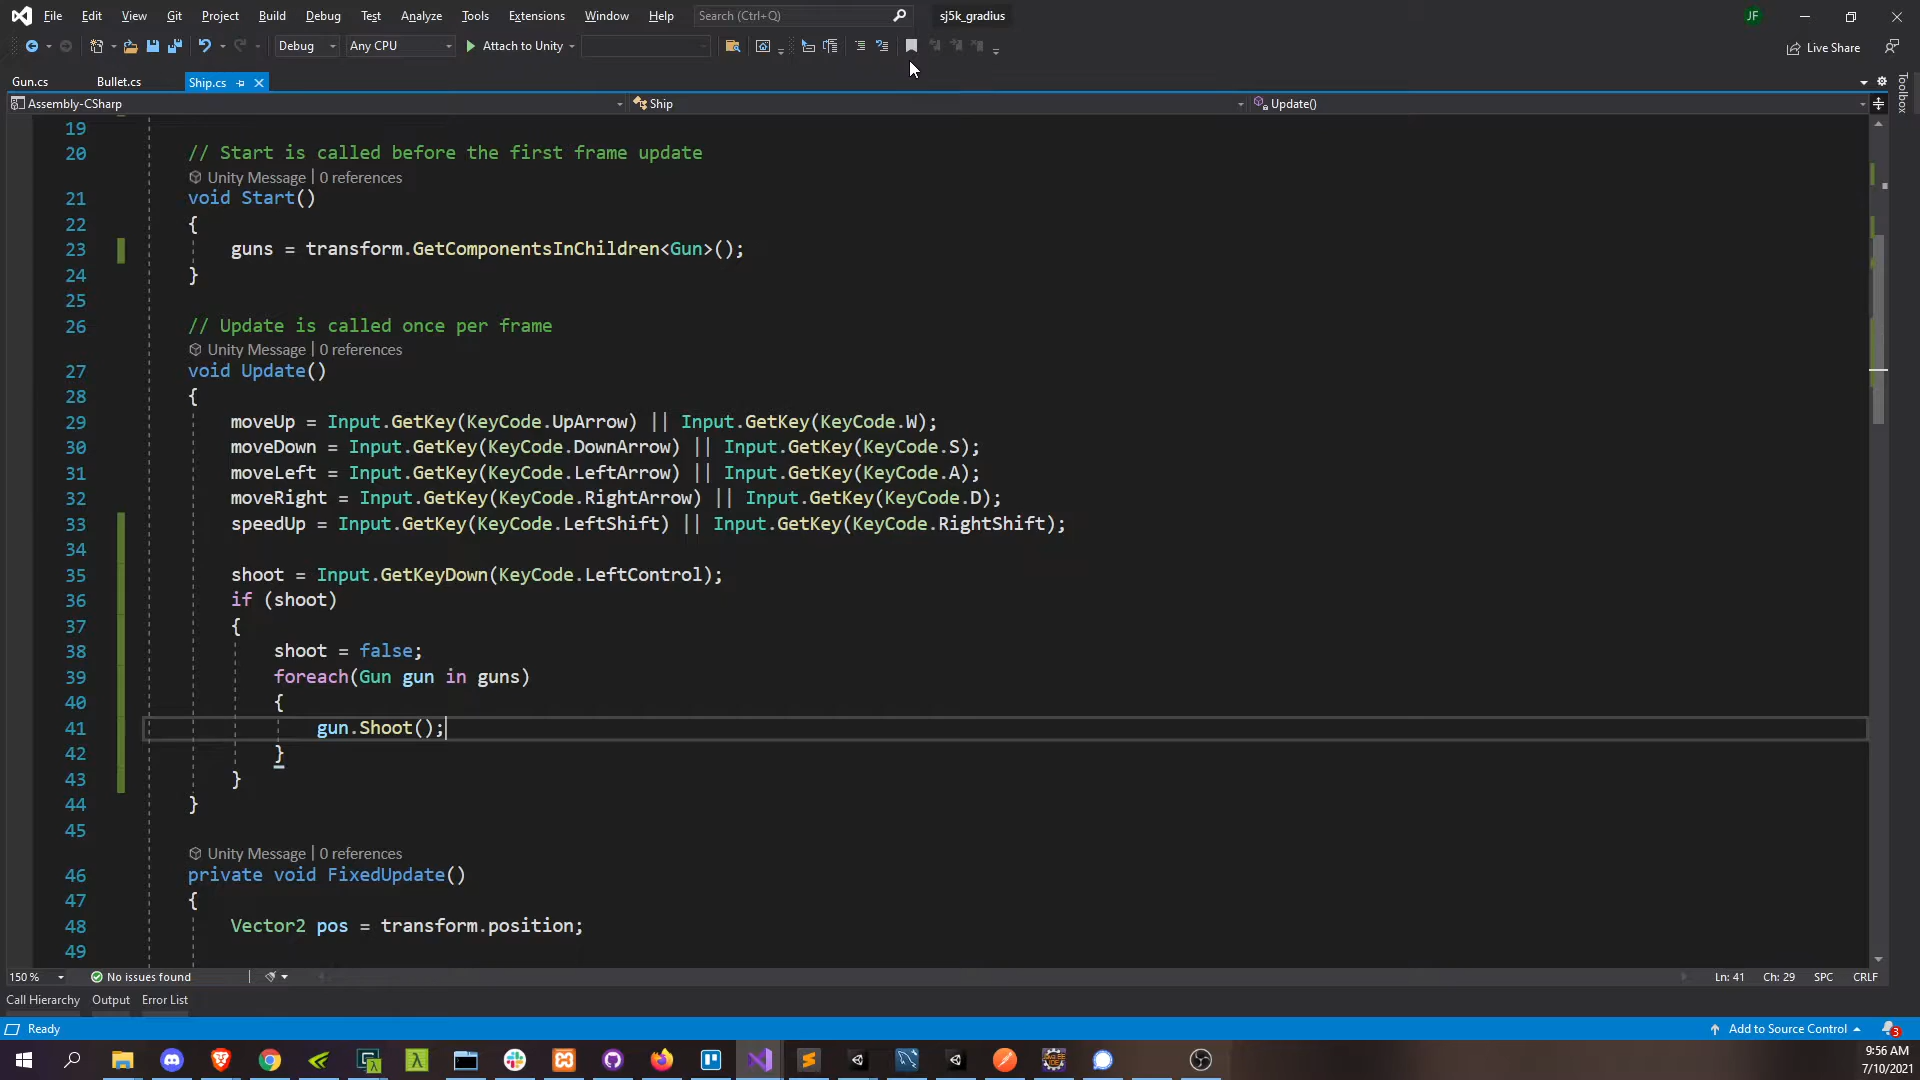 File Edit View Git Project Build Debug Test Analyze Tools Extensions Window Help Search (Ctrl+Q) sj5k_gradius JF
Debug Any CPU Attach to Unity Live Share
Gun.cs Bullet.cs Ship.cs
Toolbox
Assembly-CSharp Ship Update()
19
20 // Start is called before the first frame update
Unity Message | 0 references
21 void Start()
22 {
23 guns = transform.GetComponentsInChildren<Gun>();
24 }
25
26 // Update is called once per frame
Unity Message | 0 references
27 void Update()
28 {
29 moveUp = Input.GetKey(KeyCode.UpArrow) || Input.GetKey(KeyCode.W);
30 moveDown = Input.GetKey(KeyCode.DownArrow) || Input.GetKey(KeyCode.S);
31 moveLeft = Input.GetKey(KeyCode.LeftArrow) || Input.GetKey(KeyCode.A);
32 moveRight = Input.GetKey(KeyCode.RightArrow) || Input.GetKey(KeyCode.D);
33 speedUp = Input.GetKey(KeyCode.LeftShift) || Input.GetKey(KeyCode.RightShift);
34
35 shoot = Input.GetKeyDown(KeyCode.LeftControl);
36 if (shoot)
37 {
38 shoot = false;
39 foreach(Gun gun in guns)
40 {
41 gun.Shoot();
42 }
43 }
44 }
45
Unity Message | 0 references
46 private void FixedUpdate()
47 {
48 Vector2 pos = transform.position;
49
150 % No issues found Ln: 41 Ch: 29 SPC CRLF
Call Hierarchy Output Error List
Ready Add to Source Control 3
9:56 AM
7/10/2021